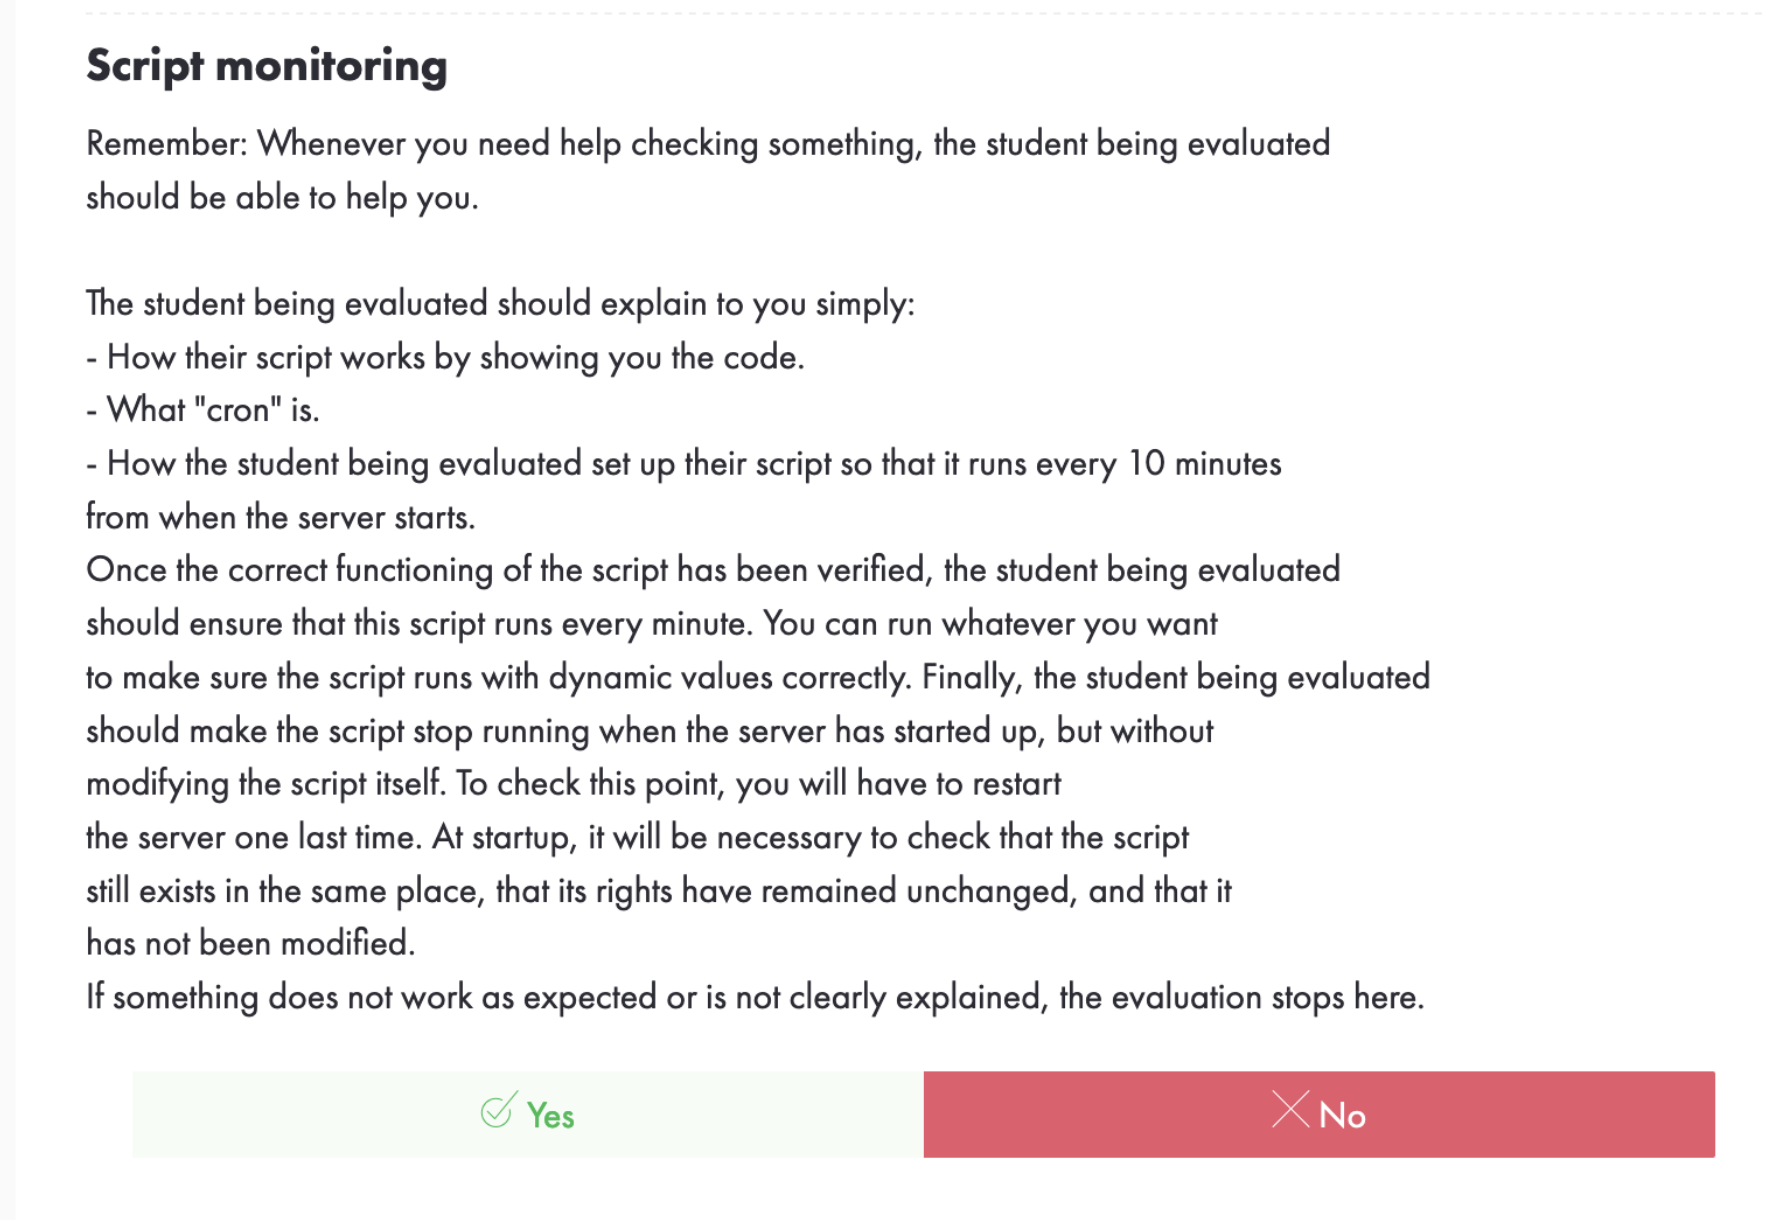 Script monitoring
Remember: Whenever you need help checking something, the student being evaluated
should be able to help you.
The student being evaluated should explain to you simply:
- How their script works by showing you the code.
- What "cron" is.
- How the student being evaluated set up their script so that it runs every 10 minutes
from when the server starts.
Once the correct functioning of the script has been verified, the student being evaluated
should ensure that this script runs every minute. You can run whatever you want
to make sure the script runs with dynamic values correctly. Finally, the student being evaluated
should make the script stop running when the server has started up, but without
modifying the script itself. To check this point, you will have to restart
the server one last time. At startup, it will be necessary to check that the script
still exists in the same place, that its rights have remained unchanged, and that it
has not been modified.
If something does not work as expected or is not clearly explained, the evaluation stops here.
Yes
No